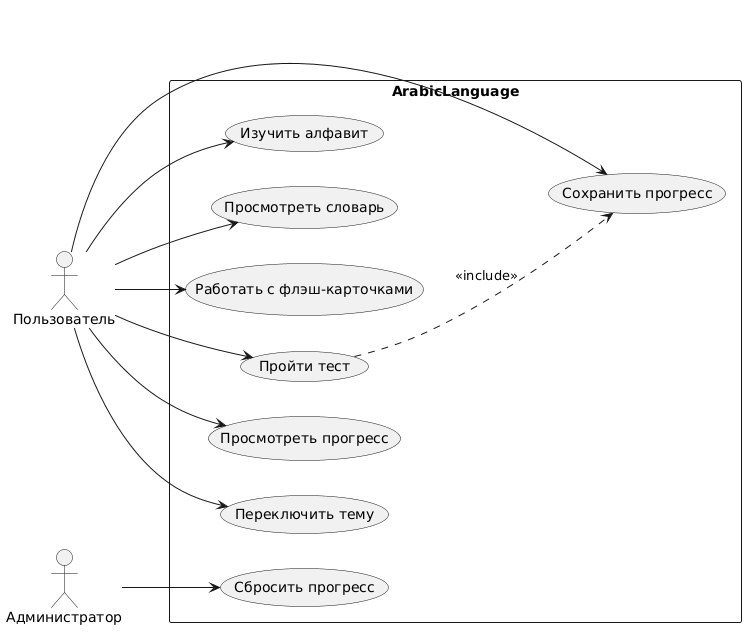 ArabicLanguage
Изучить алфавит
Сохранить прогресс
Просмотреть словарь
«include»
Работать с флэш-карточками
Пользователь
Пройти тест
Просмотреть прогресс
Переключить тему
Сбросить прогресс
Администратор